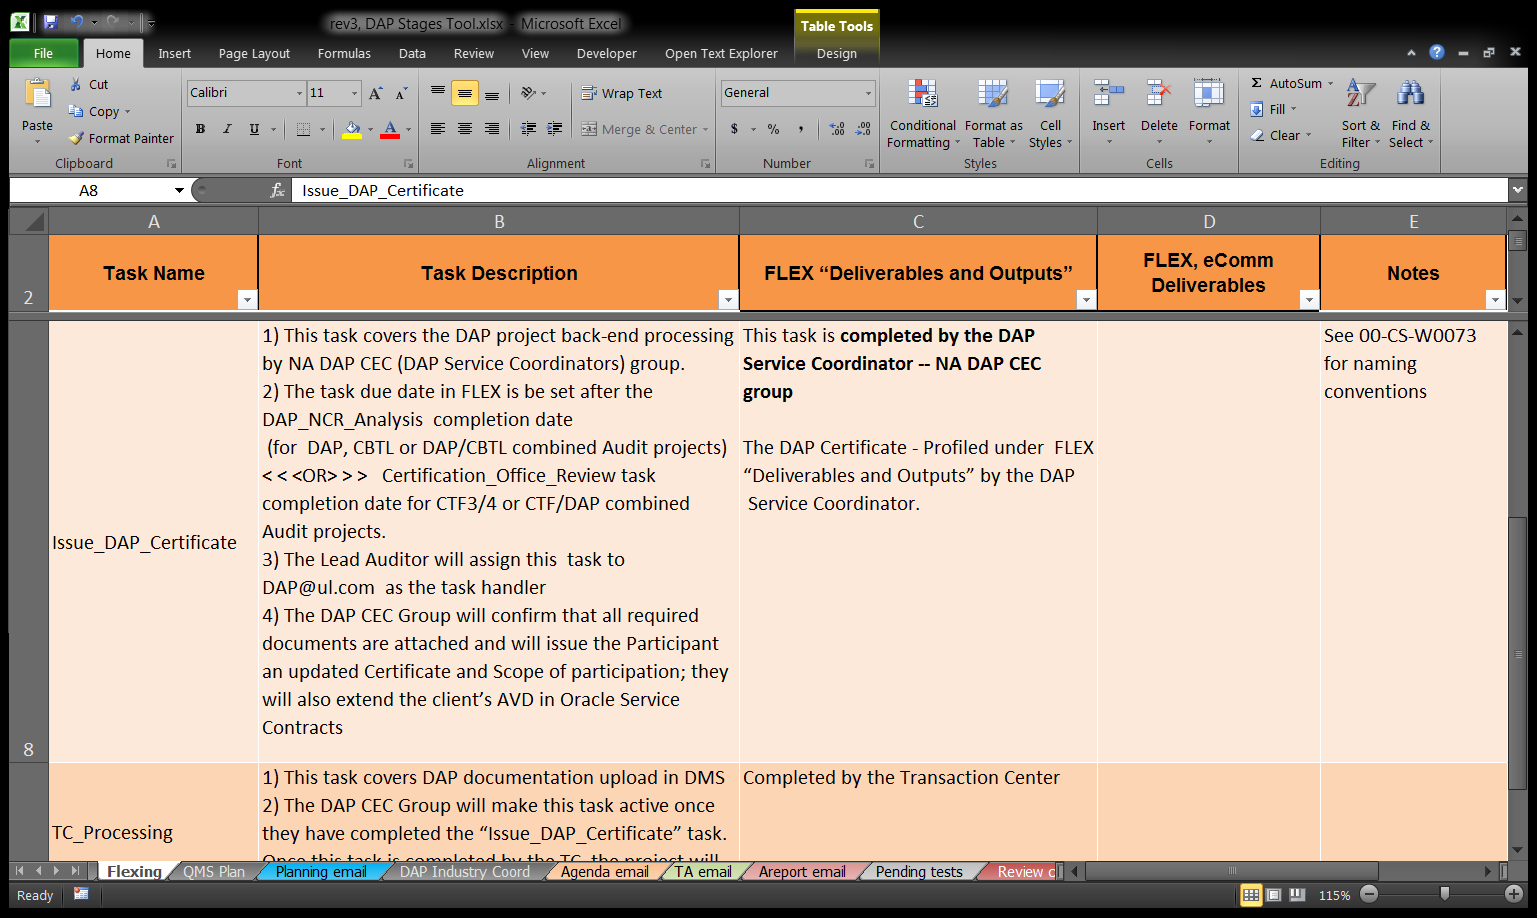 rev3, DAP Stages Tool.xlsx - Microsoft Excel
Table Tools
File Home Insert Page Layout Formulas Data Review View Developer Open Text Explorer Design
Paste
Cut
Copy
Format Painter
Clipboard
Calibri 11
B I U
Font
Wrap Text
Merge & Center
Alignment
General
$ % ,
Number
Conditional Formatting
Format as Table
Cell Styles
Styles
Insert
Delete
Format
Cells
Σ AutoSum
Fill
Clear
Sort & Filter
Find & Select
Editing
A8 fx Issue_DAP_Certificate
A B C D E
2
Task Name
Task Description
FLEX “Deliverables and Outputs”
FLEX, eComm
Deliverables
Notes
8
Issue_DAP_Certificate
1) This task covers the DAP project back-end processing
by NA DAP CEC (DAP Service Coordinators) group.
2) The task due date in FLEX is be set after the
DAP_NCR_Analysis  completion date
(for  DAP, CBTL or DAP/CBTL combined Audit projects)
< < <OR> > >   Certification_Office_Review task
completion date for CTF3/4 or CTF/DAP combined
Audit projects.
3) The Lead Auditor will assign this  task to
DAP@ul.com  as the task handler
4) The DAP CEC Group will confirm that all required
documents are attached and will issue the Participant
an updated Certificate and Scope of participation; they
will also extend the client’s AVD in Oracle Service
Contracts
This task is completed by the DAP
Service Coordinator -- NA DAP CEC
group
The DAP Certificate - Profiled under  FLEX
“Deliverables and Outputs” by the DAP
Service Coordinator.
See 00-CS-W0073
for naming
conventions
TC_Processing
1) This task covers DAP documentation upload in DMS
2) The DAP CEC Group will make this task active once
they have completed the “Issue_DAP_Certificate” task.
Once this task is completed by the TC, the project will
Completed by the Transaction Center
Flexing QMS Plan Planning email DAP Industry Coord Agenda email TA email Areport email Pending tests Review c
Ready 115%